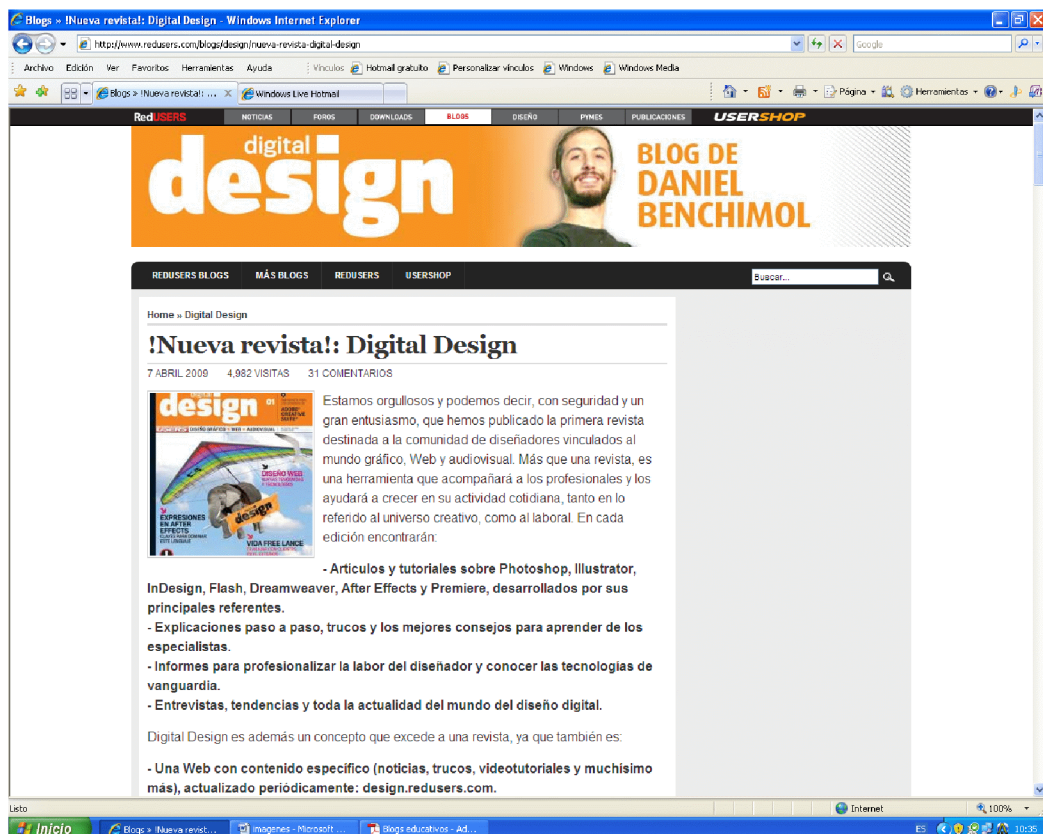 Blogs » !Nueva revista!: Digital Design - Windows Internet Explorer
http://www.redusers.com/blogs/design/nueva-revista-digital-design
Google
Archivo Edición Ver Favoritos Herramientas Ayuda Vínculos Hotmail gratuito Personalizar vínculos Windows Windows Media
Blogs » !Nueva revista!: ... Windows Live Hotmail Página Herramientas
RedUSERS NOTICIAS FOROS DOWNLOADS BLOGS DISEÑO PYMES PUBLICACIONES USERSHOP
digital
design
BLOG DE
DANIEL
BENCHIMOL
REDUSERS BLOGS MÁS BLOGS REDUSERS USERSHOP Buscar...
Home » Digital Design
!Nueva revista!: Digital Design
7 ABRIL 2009 4,982 VISITAS 31 COMENTARIOS
design 01
ADOBE CREATIVE SUITE
DISEÑO GRÁFICO WEB AUDIOVISUAL
DISEÑO WEB
design
EXPRESIONES
EN AFTER
EFFECTS
VIDA FREE LANCE
Estamos orgullosos y podemos decir, con seguridad y un
gran entusiasmo, que hemos publicado la primera revista
destinada a la comunidad de diseñadores vinculados al
mundo gráfico, Web y audiovisual. Más que una revista, es
una herramienta que acompañará a los profesionales y los
ayudará a crecer en su actividad cotidiana, tanto en lo
referido al universo creativo, como al laboral. En cada
edición encontrarán:
- Artículos y tutoriales sobre Photoshop, Illustrator,
InDesign, Flash, Dreamweaver, After Effects y Premiere, desarrollados por sus
principales referentes.
- Explicaciones paso a paso, trucos y los mejores consejos para aprender de los
especialistas.
- Informes para profesionalizar la labor del diseñador y conocer las tecnologías de
vanguardia.
- Entrevistas, tendencias y toda la actualidad del mundo del diseño digital.
Digital Design es además un concepto que excede a una revista, ya que también es:
- Una Web con contenido específico (noticias, trucos, videotutoriales y muchísimo
más), actualizado periódicamente: design.redusers.com.
Listo Internet 100%
Inicio Blogs » !Nueva revist... imagenes - Microsoft ... Blogs educativos - Ad... ES 10:35